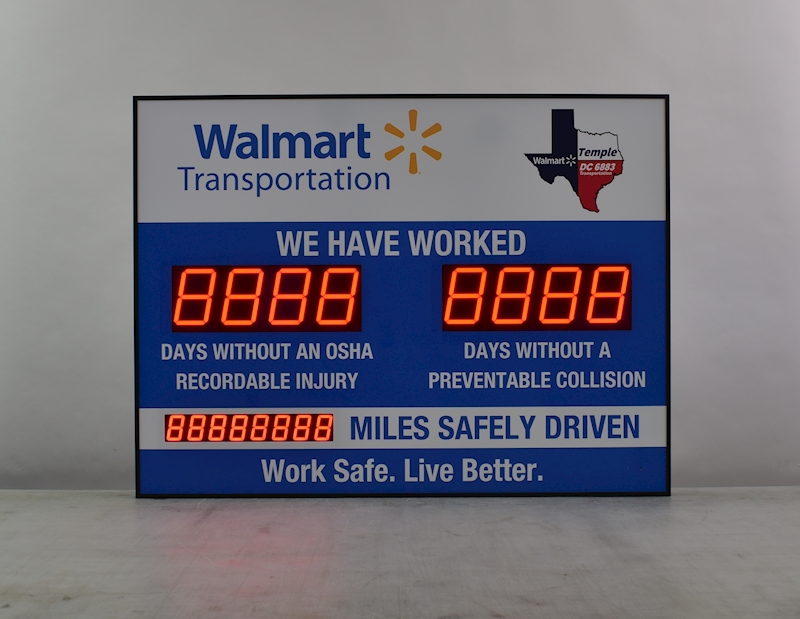 Walmart
Transportation
Walmart
Temple
DC 6883
Transportation
WE HAVE WORKED
8888
8888
DAYS WITHOUT AN OSHA
RECORDABLE INJURY
DAYS WITHOUT A
PREVENTABLE COLLISION
88888888 MILES SAFELY DRIVEN
Work Safe. Live Better.